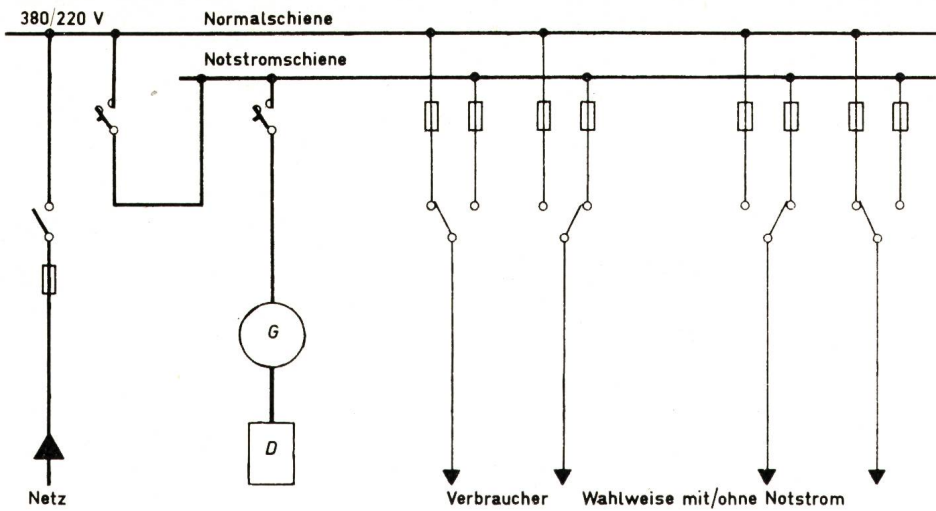 380/220 V
Normalschiene
Notstromschiene
G
D
Netz
Verbraucher
Wahlweise mit/ohne Notstrom